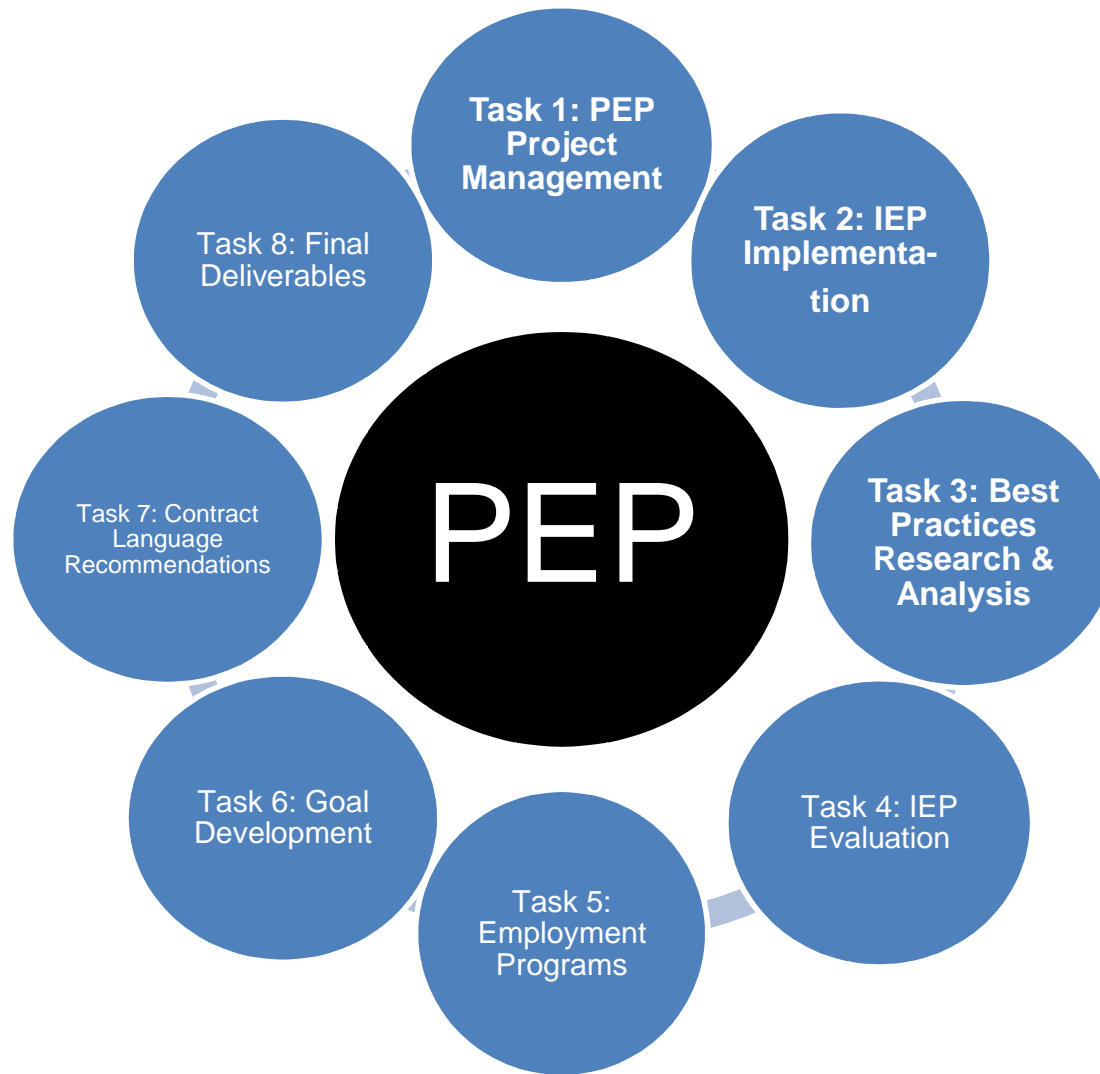 Task 1: PEP
Project
Management
Task 2: IEP
Implementa-
tion
Task 3: Best
Practices
Research &
Analysis
Task 4: IEP
Evaluation
Task 5:
Employment
Programs
Task 6: Goal
Development
Task 7: Contract
Language
Recommendations
Task 8: Final
Deliverables
PEP